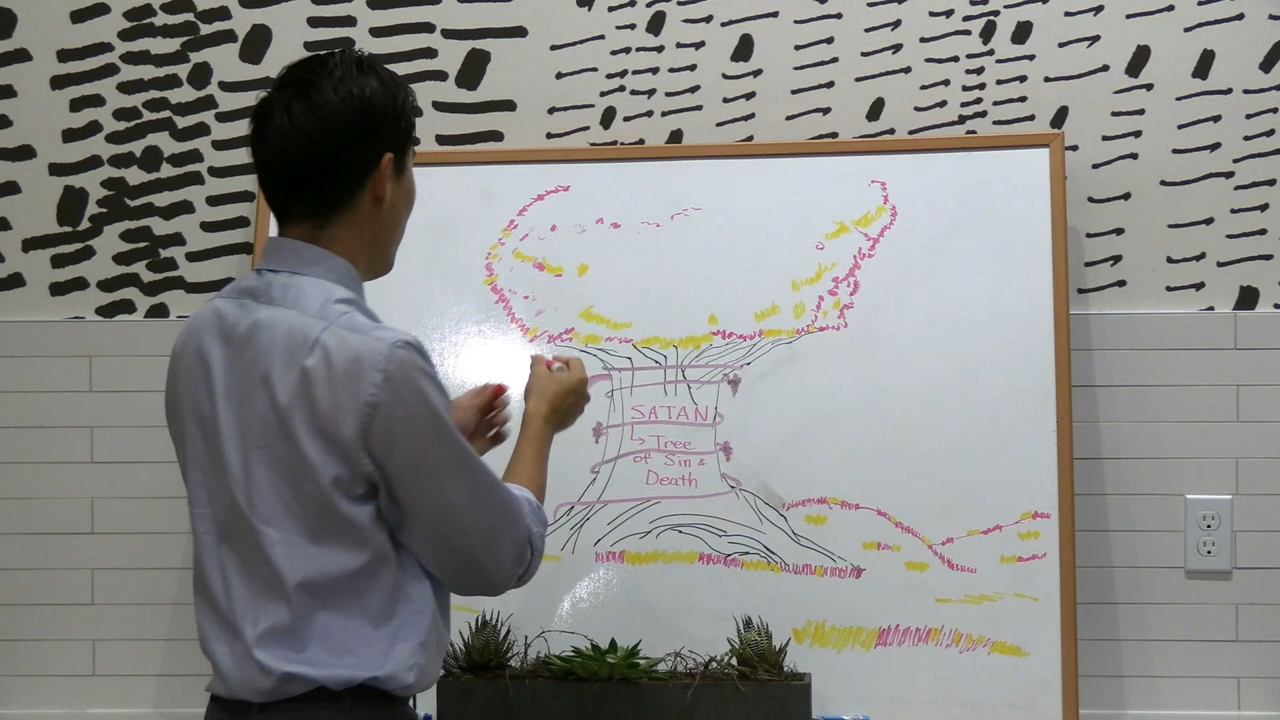 SATAN
↳ Tree
of Sin &
Death